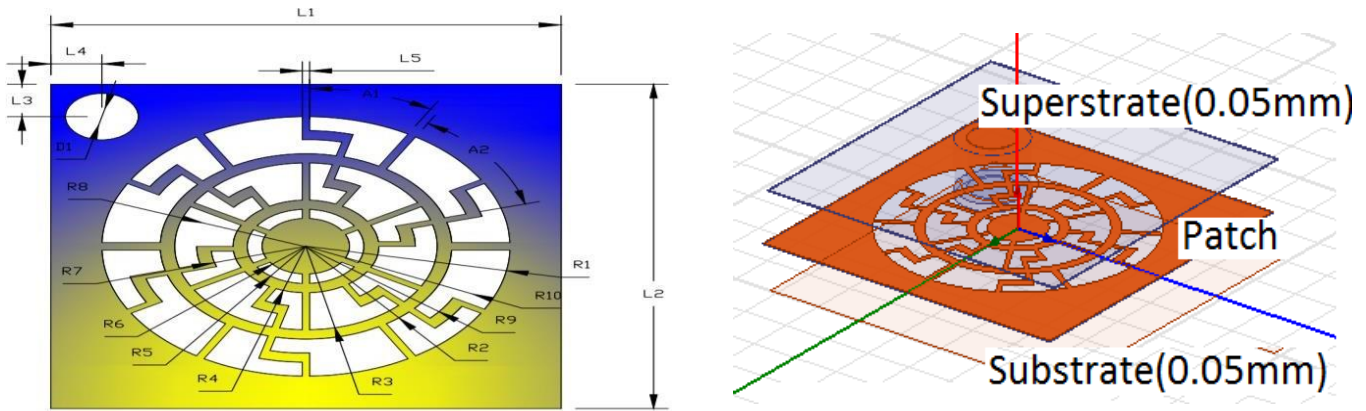 L1
L4
L5
L3
A1
D1
A2
R8
R7
R1
R10
L2
R6
R9
R5
R2
R4
R3
Superstrate(0.05mm)
Patch
Substrate(0.05mm)